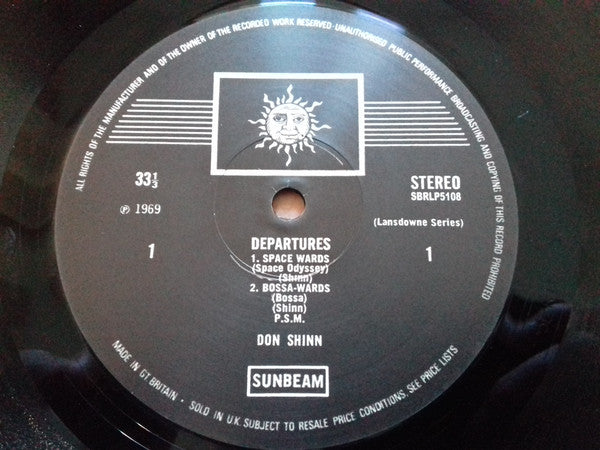 ALL RIGHTS OF THE MANUFACTURER AND OF THE OWNER OF THE RECORDED WORK RESERVED·UNAUTHORISED PUBLIC PERFORMANCE BROADCASTING AND COPYING OF THIS RECORD PROHIBITED
33⅓
STEREO
SBRLP5108
℗ 1969
(Lansdowne Series)
1
1
DEPARTURES
1. SPACE WARDS
(Space Odyssey)
(Shinn)
2. BOSSA-WARDS
(Bossa)
(Shinn)
P.S.M.
DON SHINN
SUNBEAM
MADE IN GT. BRITAIN · SOLD IN U.K. SUBJECT TO RESALE PRICE CONDITIONS. SEE PRICE LISTS